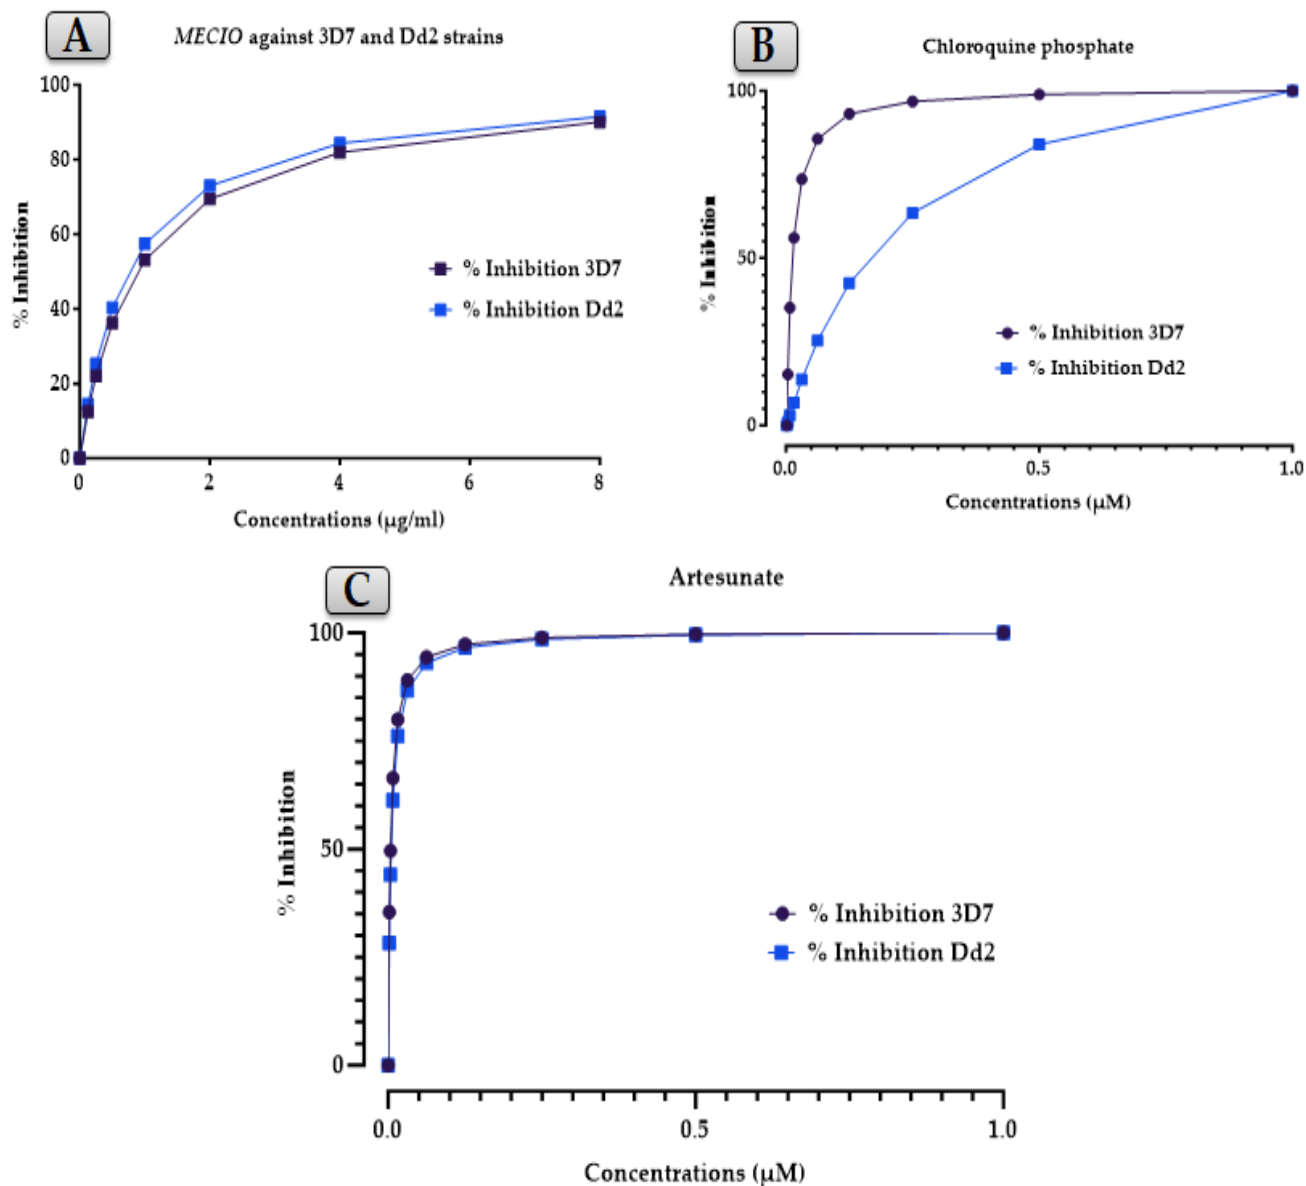 A
MECIO against 3D7 and Dd2 strains
100
80
60
40
20
0
% Inhibition
0 2 4 6 8
Concentrations (µg/ml)
% Inhibition 3D7
% Inhibition Dd2
B
Chloroquine phosphate
100
50
0
% Inhibition
0.0 0.5 1.0
Concentrations (µM)
% Inhibition 3D7
% Inhibition Dd2
C
Artesunate
100
50
0
% Inhibition
0.0 0.5 1.0
Concentrations (µM)
% Inhibition 3D7
% Inhibition Dd2